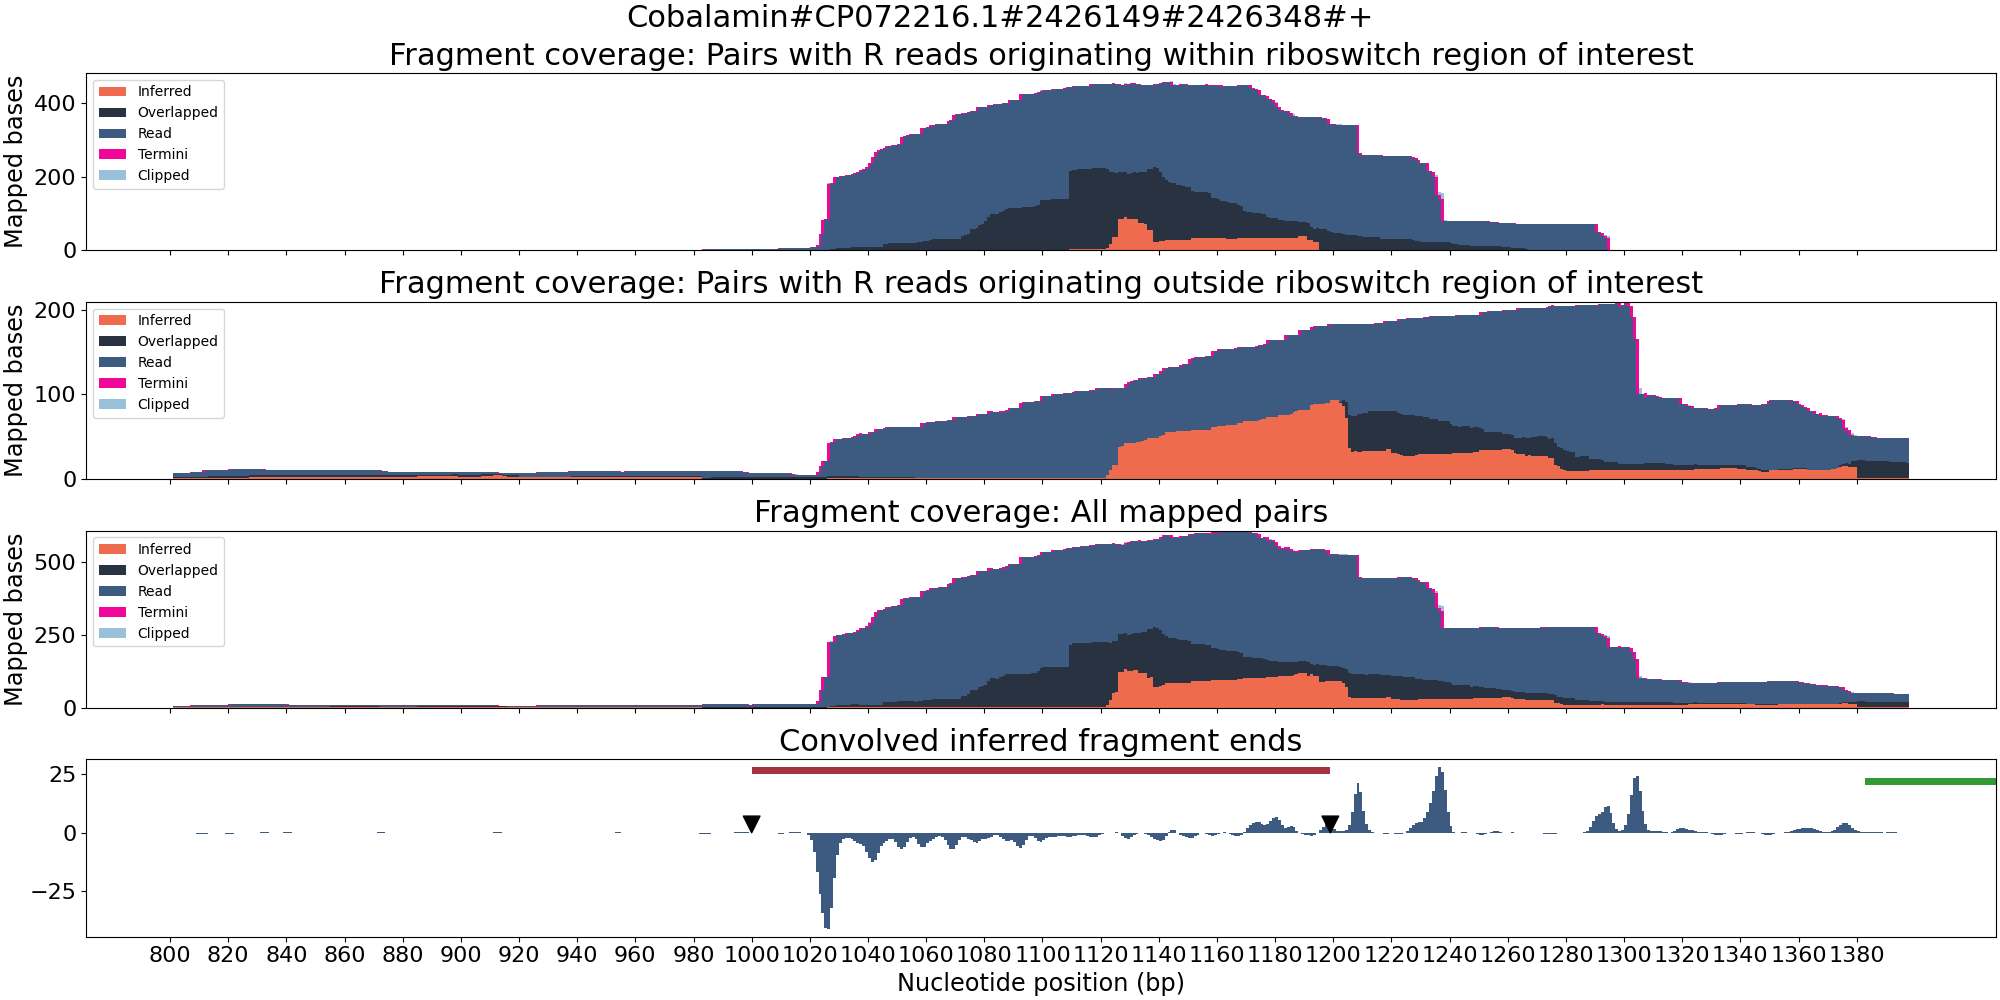 Cobalamin#CP072216.1#2426149#2426348#+
Fragment coverage: Pairs with R reads originating within riboswitch region of interest
Mapped bases
400
200
0
Inferred
Overlapped
Read
Termini
Clipped
Fragment coverage: Pairs with R reads originating outside riboswitch region of interest
Mapped bases
200
100
0
Inferred
Overlapped
Read
Termini
Clipped
Fragment coverage: All mapped pairs
Mapped bases
500
250
0
Inferred
Overlapped
Read
Termini
Clipped
Convolved inferred fragment ends
25
0
−25
800 820 840 860 880 900 920 940 960 980 1000 1020 1040 1060 1080 1100 1120 1140 1160 1180 1200 1220 1240 1260 1280 1300 1320 1340 1360 1380
Nucleotide position (bp)